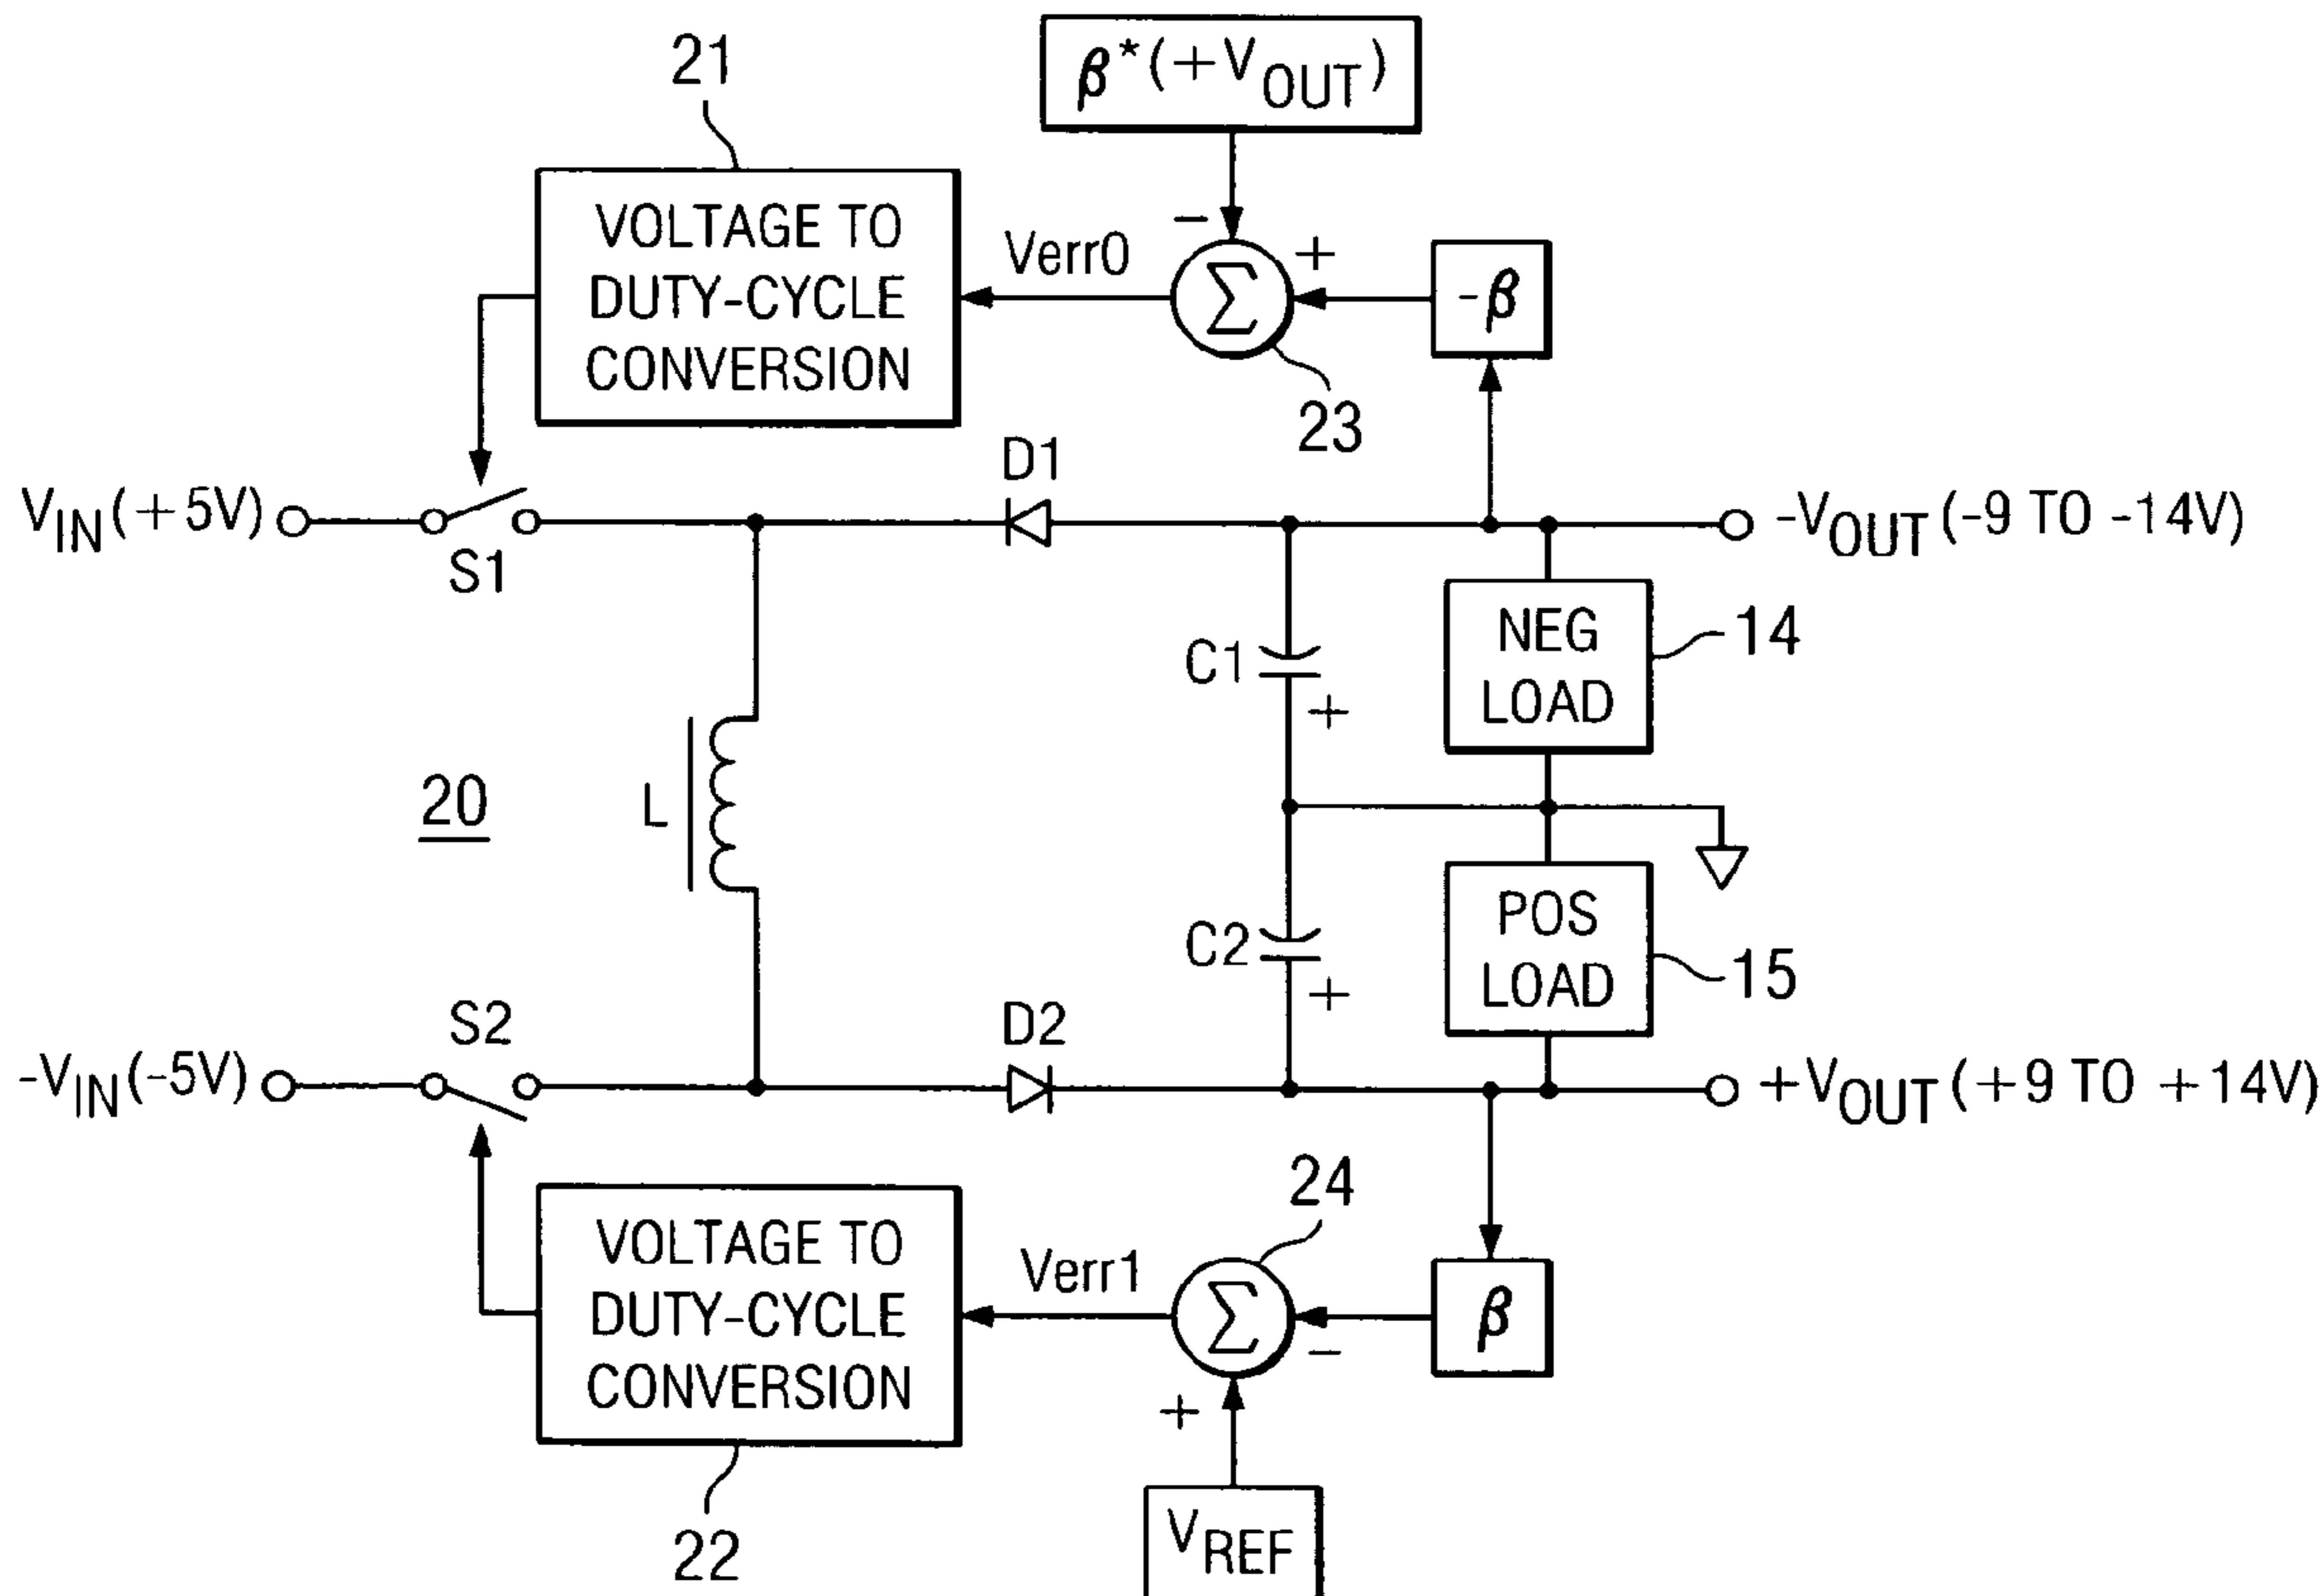 21
β*(+VOUT)
VOLTAGE TO
DUTY-CYCLE
CONVERSION
Verr0
−
+
Σ
-β
23
VIN(+5V)
S1
D1
-VOUT(-9 TO -14V)
C1
+
NEG
LOAD
14
20
L
C2
+
POS
LOAD
15
-VIN(-5V)
S2
D2
+VOUT(+9 TO +14V)
24
VOLTAGE TO
DUTY-CYCLE
CONVERSION
Verr1
Σ
−
β
+
22
VREF